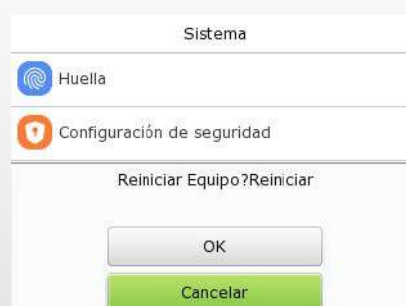 Sistema
Huella
Configuración de seguridad
Reiniciar Equipo?Reiniciar
OK
Cancelar